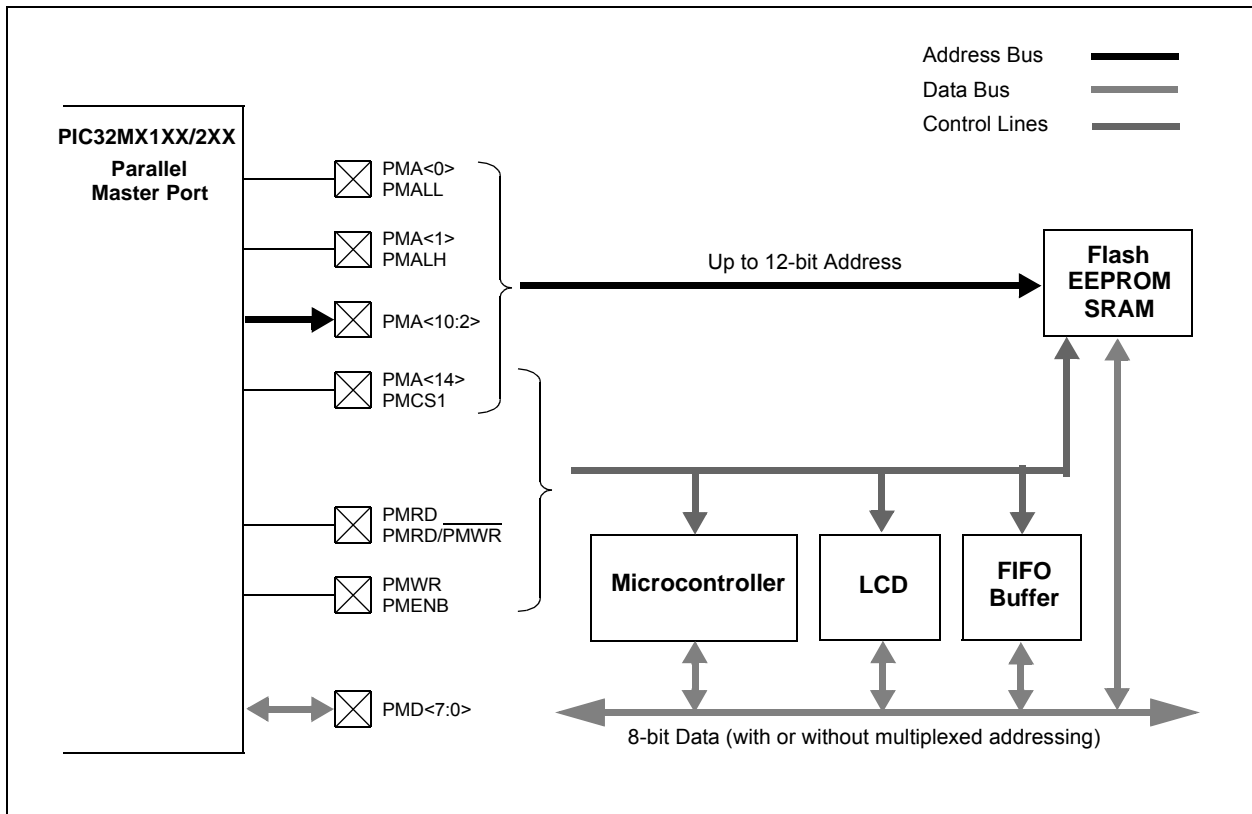 Address Bus
Data Bus
Control Lines
PIC32MX1XX/2XX
Parallel
Master Port
PMA<0>
PMALL
PMA<1>
PMALH
PMA<10:2>
PMA<14>
PMCS1
PMRD
PMRD/PMWR
PMWR
PMENB
PMD<7:0>
Up to 12-bit Address
Flash
EEPROM
SRAM
Microcontroller
LCD
FIFO
Buffer
8-bit Data (with or without multiplexed addressing)